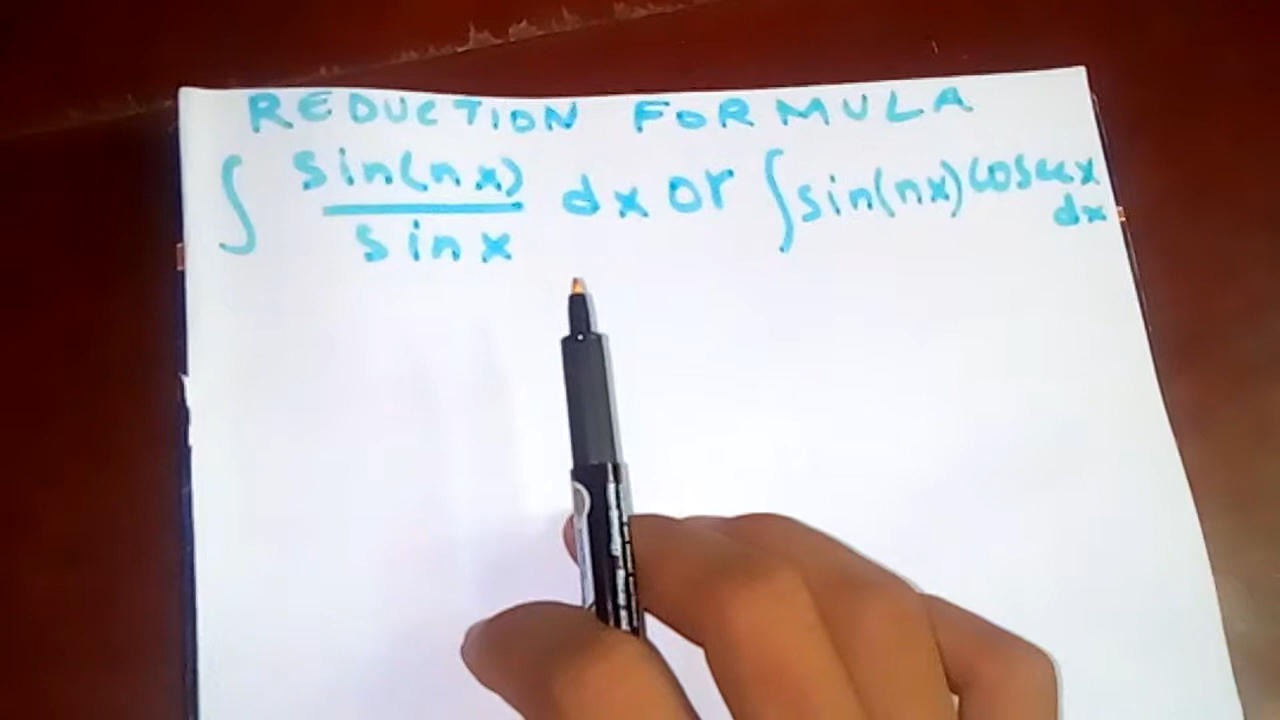 REDUCTION FORMULA
∫ sin(nx)/sinx dx or ∫sin(nx)cosecx dx